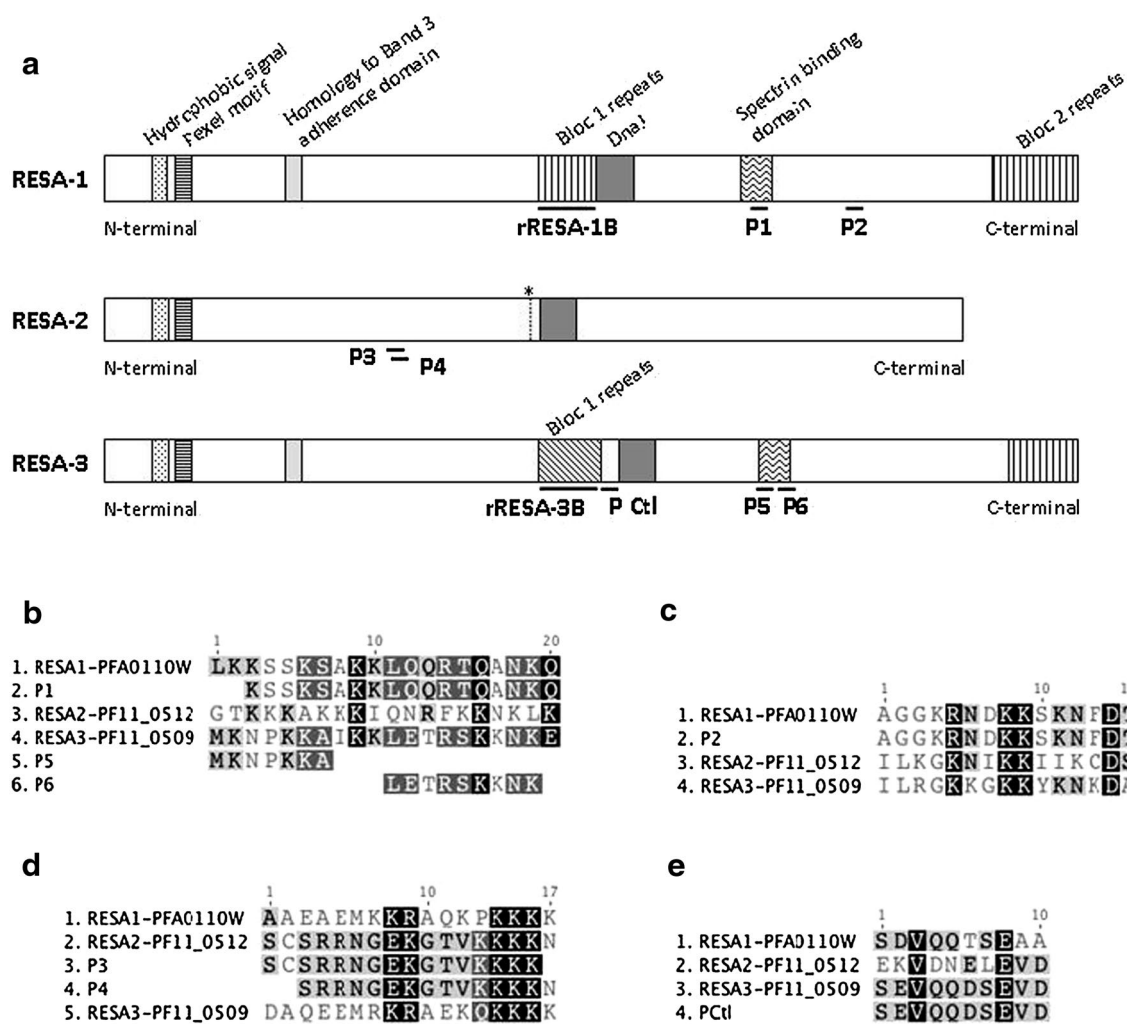 a
Hydrophobic signal
Pexel motif
Homology to Band 3
adherence domain
Bloc 1 repeats
DnaJ
Spectrin binding
domain
Bloc 2 repeats
RESA-1
N-terminal
rRESA-1B
P1
P2
C-terminal
*
RESA-2
N-terminal
P3
P4
C-terminal
Bloc 1 repeats
RESA-3
N-terminal
rRESA-3B
P Ctl
P5
P6
C-terminal
b
1 10 20
1. RESA1-PFA0110W LKKSSKSAKKLQQRTQANKQ
2. P1 KSSKSAKKLQQRTQANKQ
3. RESA2-PF11_0512 GTKKKAKKKIQNRFKKNKLK
4. RESA3-PF11_0509 MKNPKKAIKKLETRSKKNKE
5. P5 MKNPKKA
6. P6 LETRSKKNK
c
1 10 1
1. RESA1-PFA0110W AGGKRNDKKSKNFD
2. P2 AGGKRNDKKSKNFD
3. RESA2-PF11_0512 ILKGKNIKKIIKCD
4. RESA3-PF11_0509 ILRGKKGKKYKNKD
d
1 10 17
1. RESA1-PFA0110W AAEAEMKKRAQKPKKKK
2. RESA2-PF11_0512 SCSRRNGEKGTVKKKKN
3. P3 SCSRRNGEKGTVKKKK
4. P4 SRRNGEKGTVKKKKN
5. RESA3-PF11_0509 DAQEEMRKRAEKQKKKK
e
1 10
1. RESA1-PFA0110W SDVQQTSEAA
2. RESA2-PF11_0512 EKVDNELEVD
3. RESA3-PF11_0509 SEVQQDSEVD
4. PCtl SEVQQDSEVD